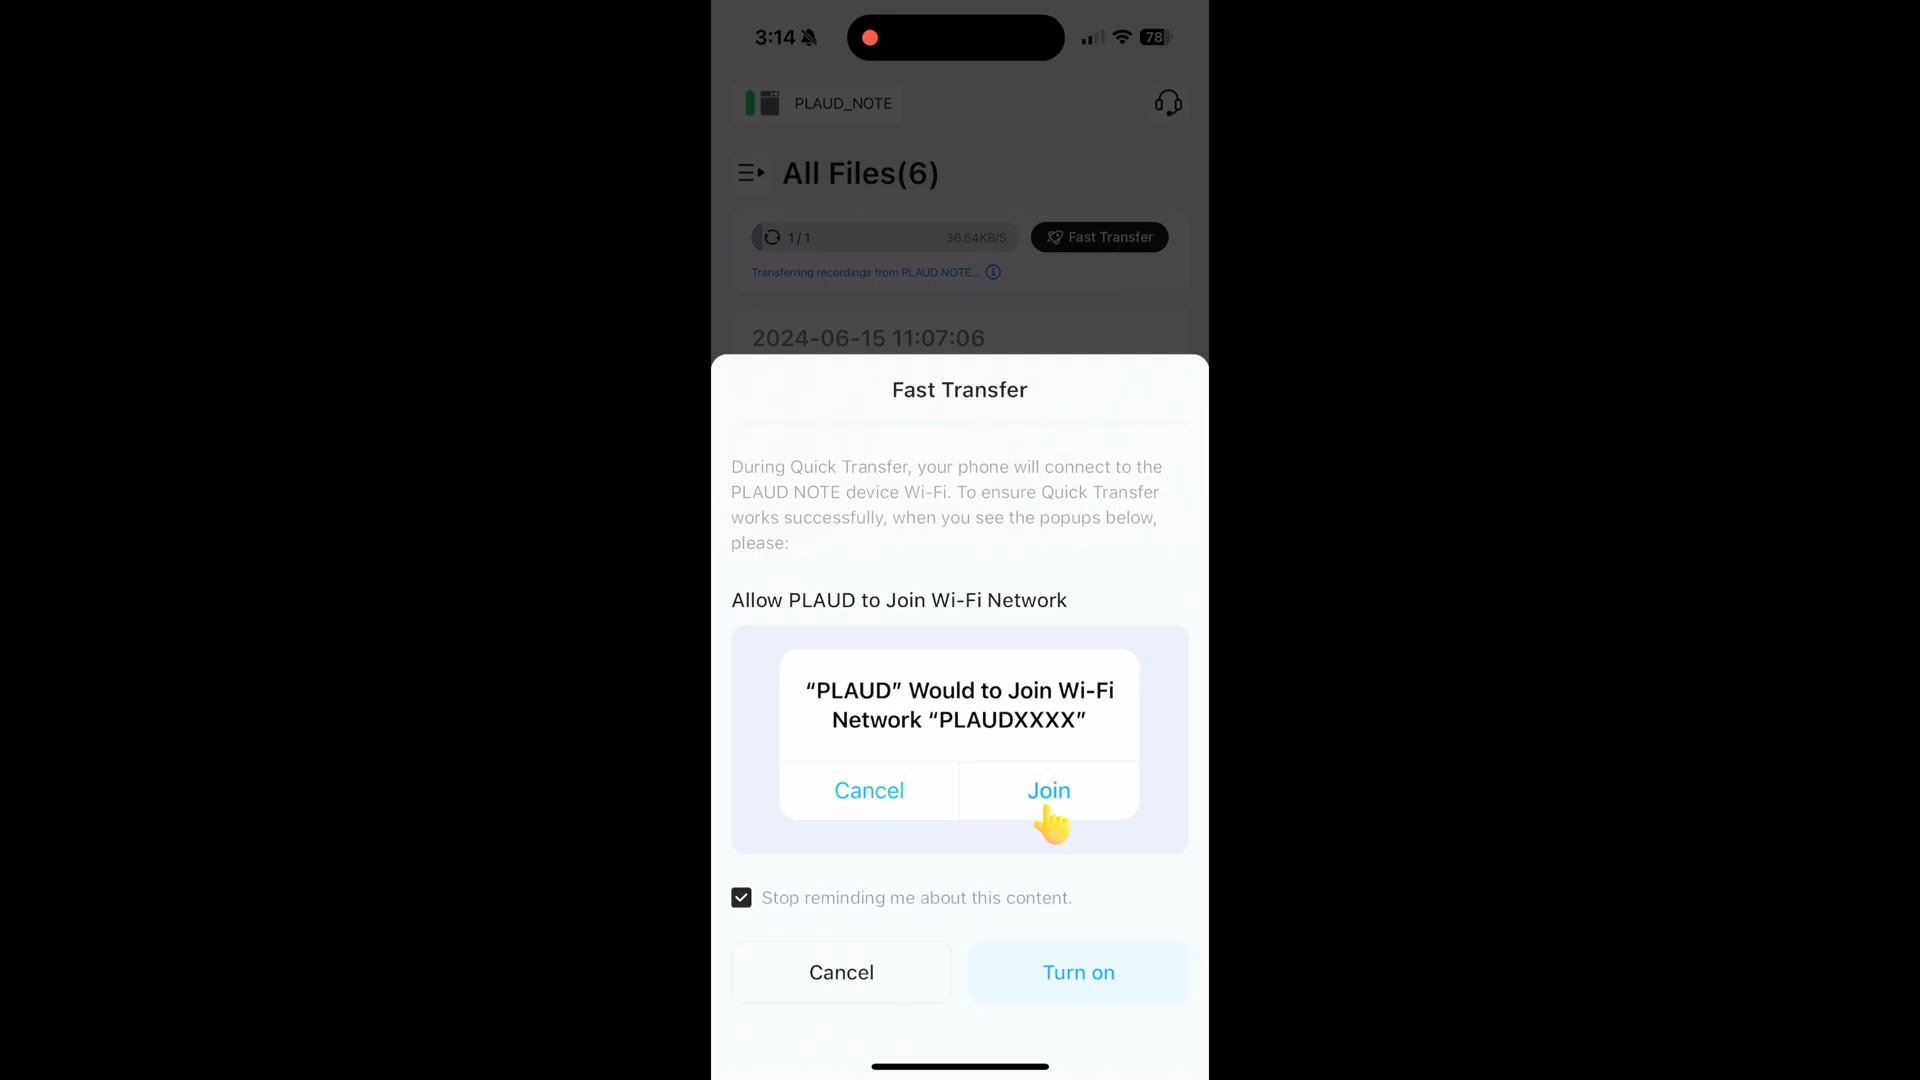 3:14
78
PLAUD_NOTE
All Files(6)
1 / 1
36.54KB/S
Fast Transfer
Transferring recordings from PLAUD NOTE...
2024-06-15 11:07:06
Fast Transfer
During Quick Transfer, your phone will connect to the
PLAUD NOTE device Wi-Fi. To ensure Quick Transfer
works successfully, when you see the popups below,
please:
Allow PLAUD to Join Wi-Fi Network
“PLAUD” Would to Join Wi-Fi
Network “PLAUDXXXX”
Cancel
Join
Stop reminding me about this content.
Cancel
Turn on